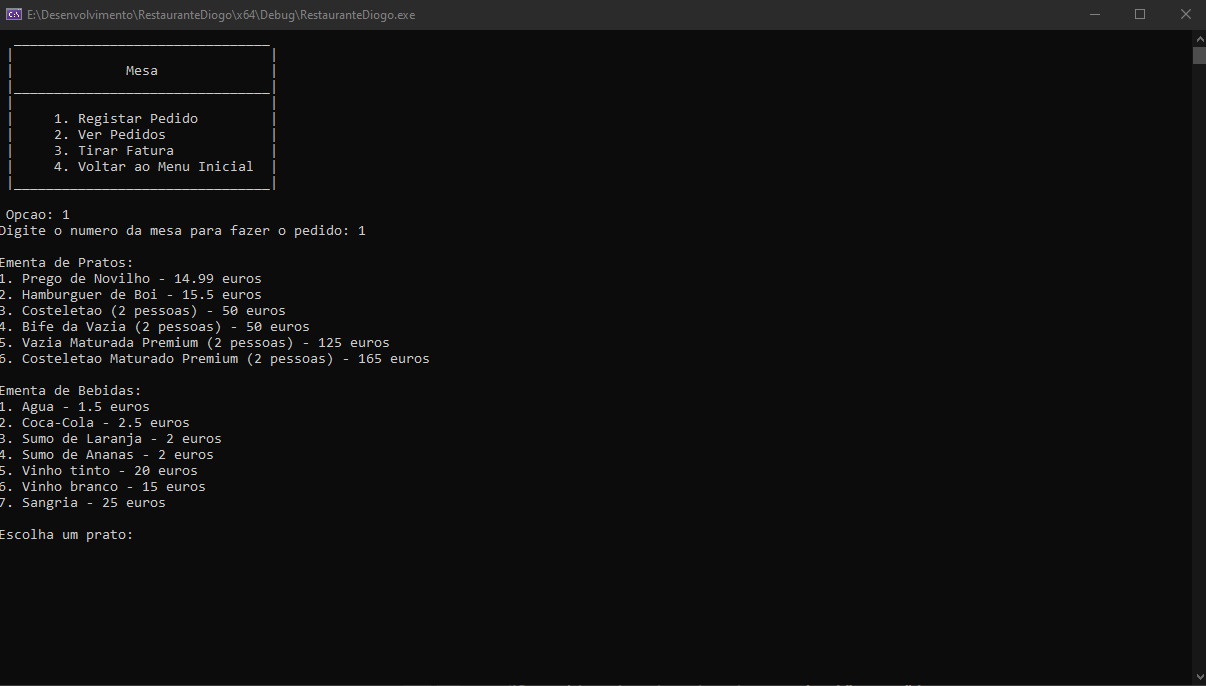 E:\Desenvolvimento\RestauranteDiogo\x64\Debug\RestauranteDiogo.exe
Mesa
1. Registar Pedido
2. Ver Pedidos
3. Tirar Fatura
4. Voltar ao Menu Inicial
Opcao: 1
Digite o numero da mesa para fazer o pedido: 1
Ementa de Pratos:
1. Prego de Novilho - 14.99 euros
2. Hamburguer de Boi - 15.5 euros
3. Costeletao (2 pessoas) - 50 euros
4. Bife da Vazia (2 pessoas) - 50 euros
5. Vazia Maturada Premium (2 pessoas) - 125 euros
6. Costeletao Maturado Premium (2 pessoas) - 165 euros
Ementa de Bebidas:
1. Agua - 1.5 euros
2. Coca-Cola - 2.5 euros
3. Sumo de Laranja - 2 euros
4. Sumo de Ananas - 2 euros
5. Vinho tinto - 20 euros
6. Vinho branco - 15 euros
7. Sangria - 25 euros
Escolha um prato: